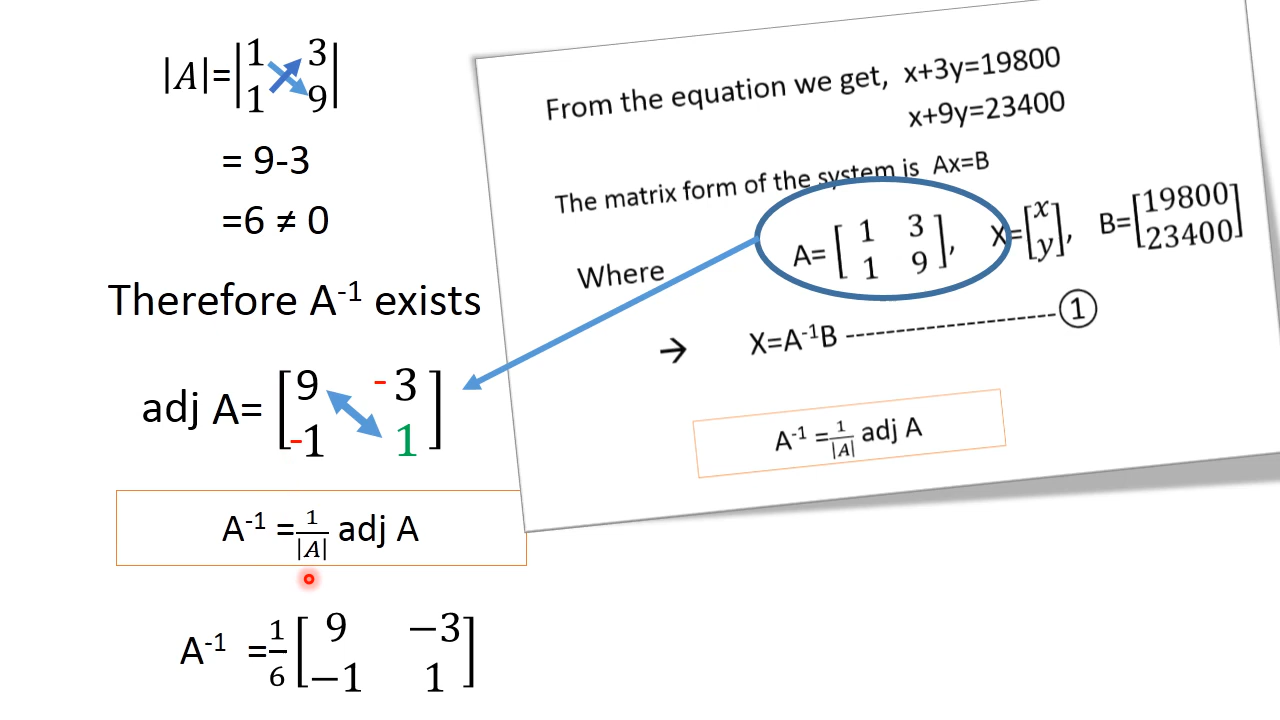 |A|=|1 3|
|1 9|
= 9-3
=6 ≠ 0
Therefore A⁻¹ exists
adj A= [9 -3]
[-1 1]
A⁻¹ =1/|A| adj A
A⁻¹ =1/6 [9 −3]
[−1 1]
From the equation we get, x+3y=19800
x+9y=23400
The matrix form of the system is Ax=B
Where A= [1 3], X=[x], B=[19800]
[1 9] [y] [23400]
→ X=A⁻¹B ---------------------①
A⁻¹ =1/|A| adj A